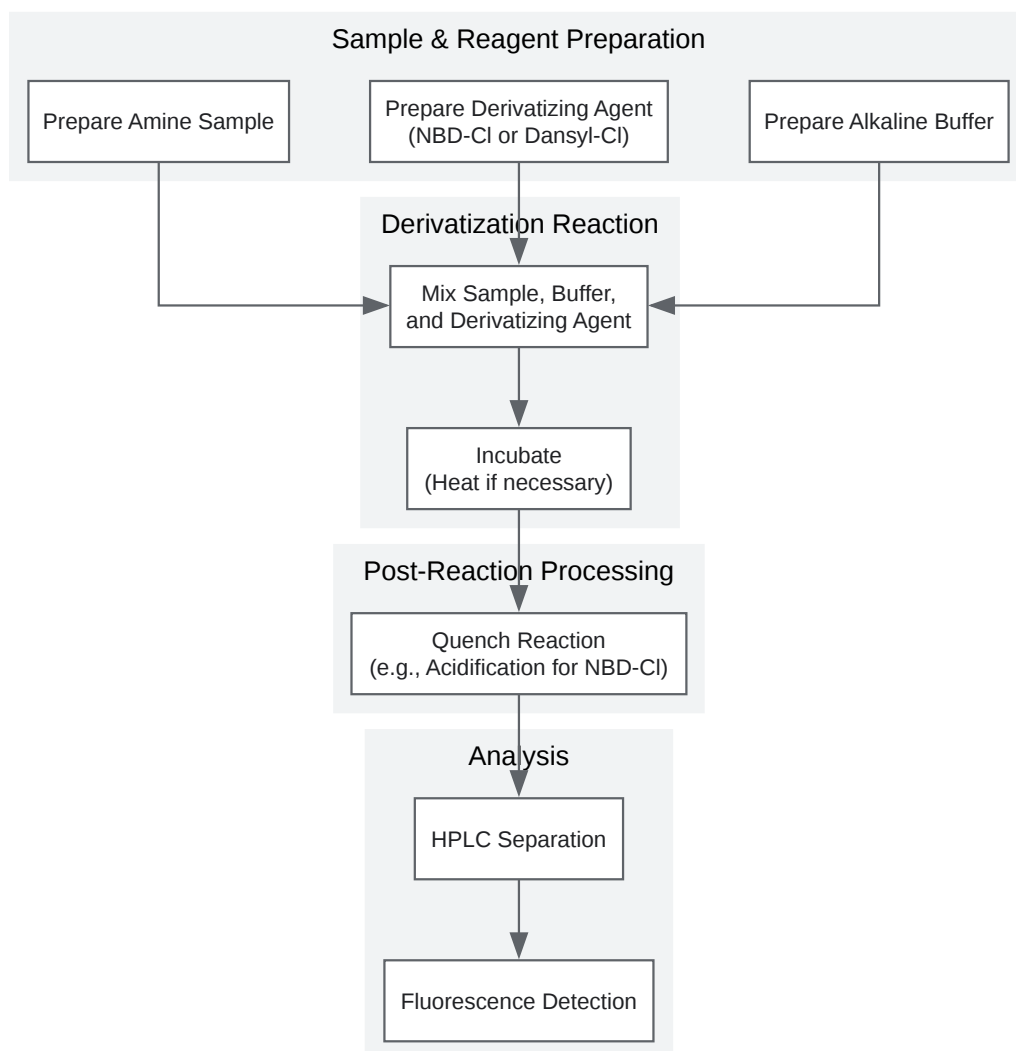 Sample & Reagent Preparation
Prepare Amine Sample
Prepare Derivatizing Agent
(NBD-Cl or Dansyl-Cl)
Prepare Alkaline Buffer
Derivatization Reaction
Mix Sample, Buffer,
and Derivatizing Agent
Incubate
(Heat if necessary)
Post-Reaction Processing
Quench Reaction
(e.g., Acidification for NBD-Cl)
Analysis
HPLC Separation
Fluorescence Detection